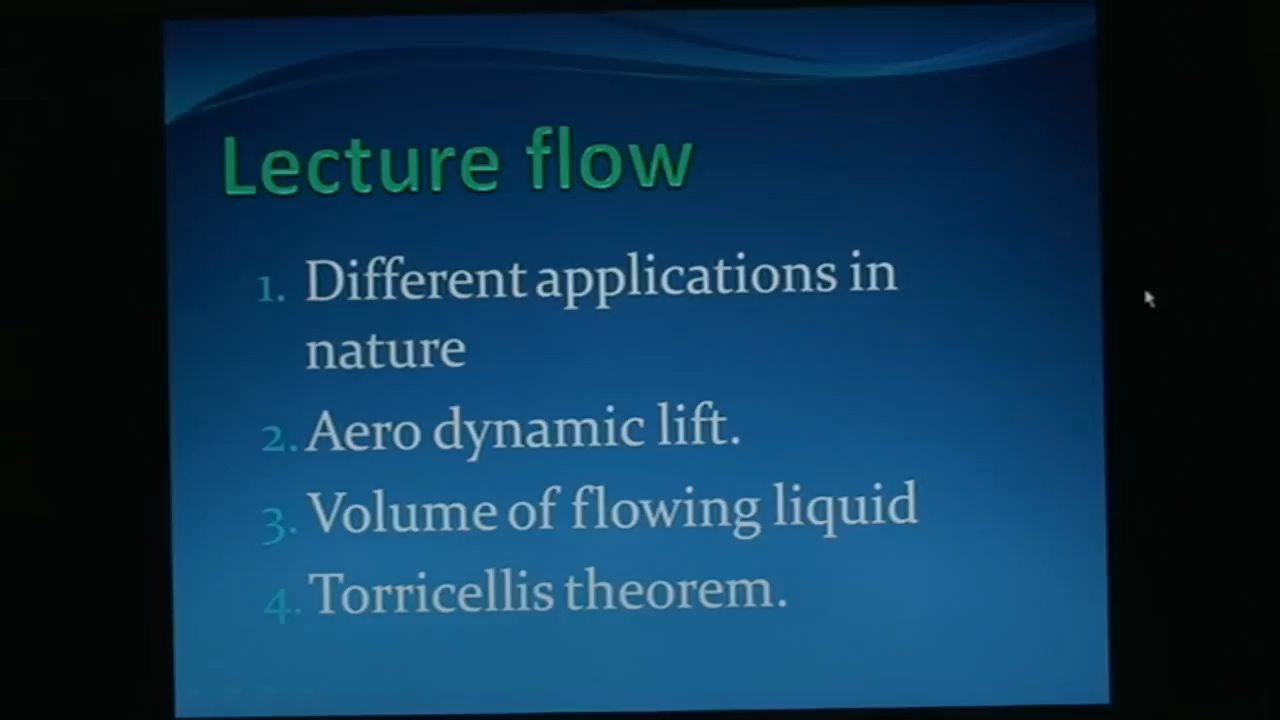 Lecture flow
1. Different applications in
nature
2. Aero dynamic lift.
3. Volume of flowing liquid
4. Torricellis theorem.